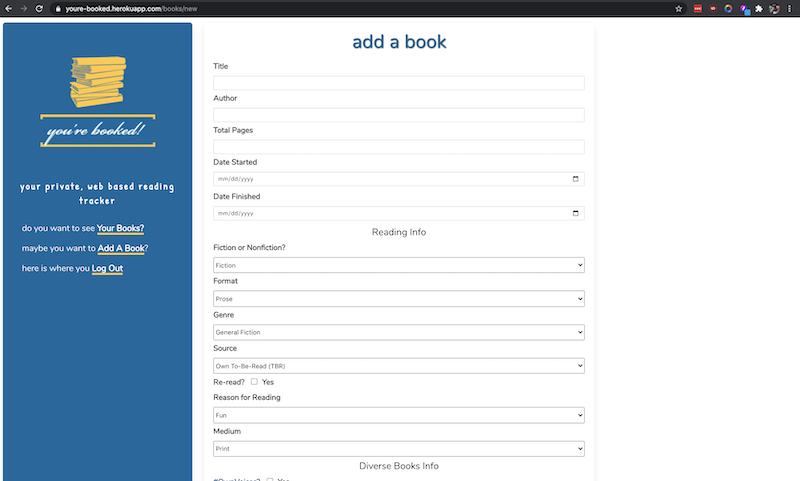 youre-booked.herokuapp.com/books/new
you're booked!
your private, web based reading
tracker
do you want to see Your Books?
maybe you want to Add A Book?
here is where you Log Out
add a book
Title
Author
Total Pages
Date Started
mm/dd/yyyy
Date Finished
mm/dd/yyyy
Reading Info
Fiction or Nonfiction?
Fiction
Format
Prose
Genre
General Fiction
Source
Own To-Be-Read (TBR)
Re-read? Yes
Reason for Reading
Fun
Medium
Print
Diverse Books Info
#OwnVoices? Yes